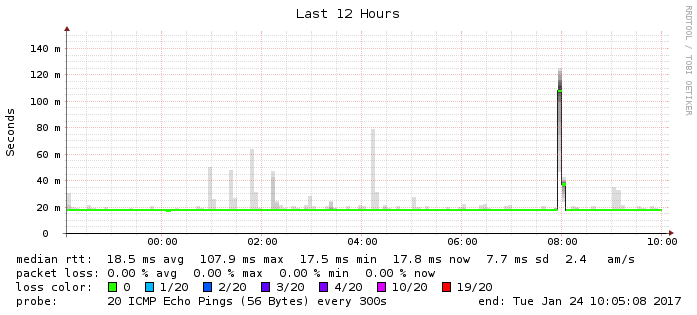 Last 12 Hours
RRDTOOL / TOBI OETIKER
Seconds
140 m
120 m
100 m
80 m
60 m
40 m
20 m
0
00:00 02:00 04:00 06:00 08:00 10:00
median rtt: 18.5 ms avg 107.9 ms max 17.5 ms min 17.8 ms now 7.7 ms sd 2.4 am/s
packet loss: 0.00 % avg 0.00 % max 0.00 % min 0.00 % now
loss color: 0 1/20 2/20 3/20 4/20 10/20 19/20
probe: 20 ICMP Echo Pings (56 Bytes) every 300s end: Tue Jan 24 10:05:08 2017